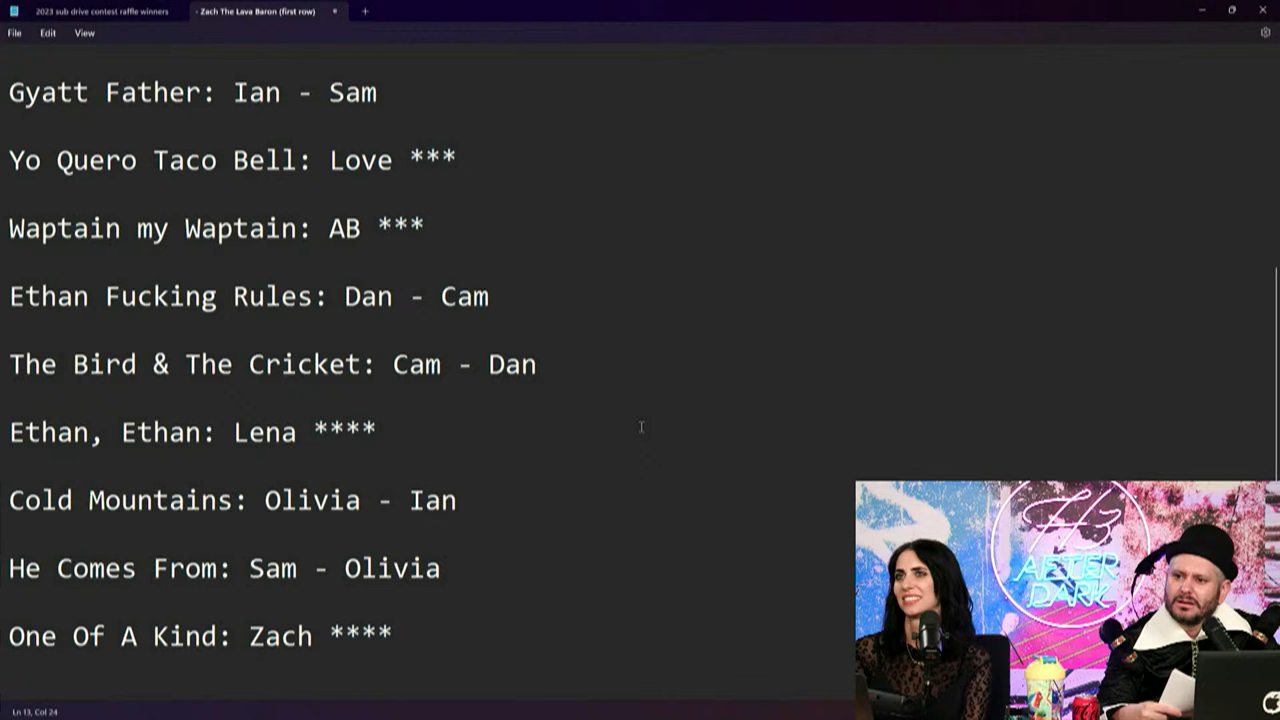 2023 sub drive contest raffle winners
- Zach The Lava Baron (first row)
File Edit View
Gyatt Father: Ian - Sam
Yo Quero Taco Bell: Love ***
Waptain my Waptain: AB ***
Ethan Fucking Rules: Dan - Cam
The Bird & The Cricket: Cam - Dan
Ethan, Ethan: Lena ****
Cold Mountains: Olivia - Ian
He Comes From: Sam - Olivia
One Of A Kind: Zach ****
H3
AFTER
DARK
Ln 13, Col 24